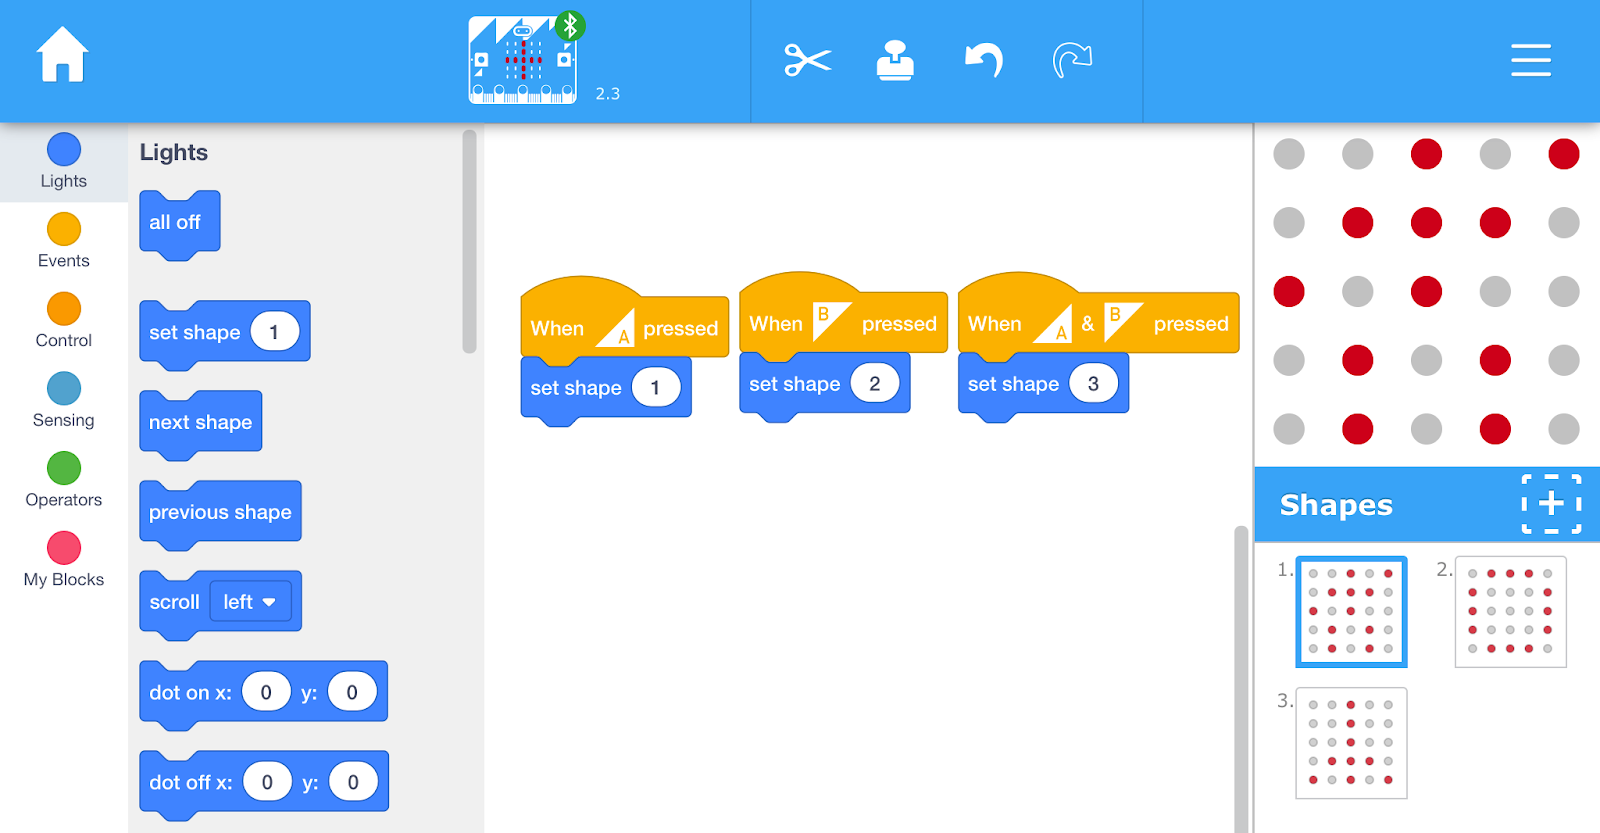 2.3
Lights
Events
Control
Sensing
Operators
My Blocks
Lights
all off
set shape 1
next shape
previous shape
scroll left
dot on x: 0 y: 0
dot off x: 0 y: 0
When A pressed
set shape 1
When B pressed
set shape 2
When A & B pressed
set shape 3
Shapes
1.
2.
3.